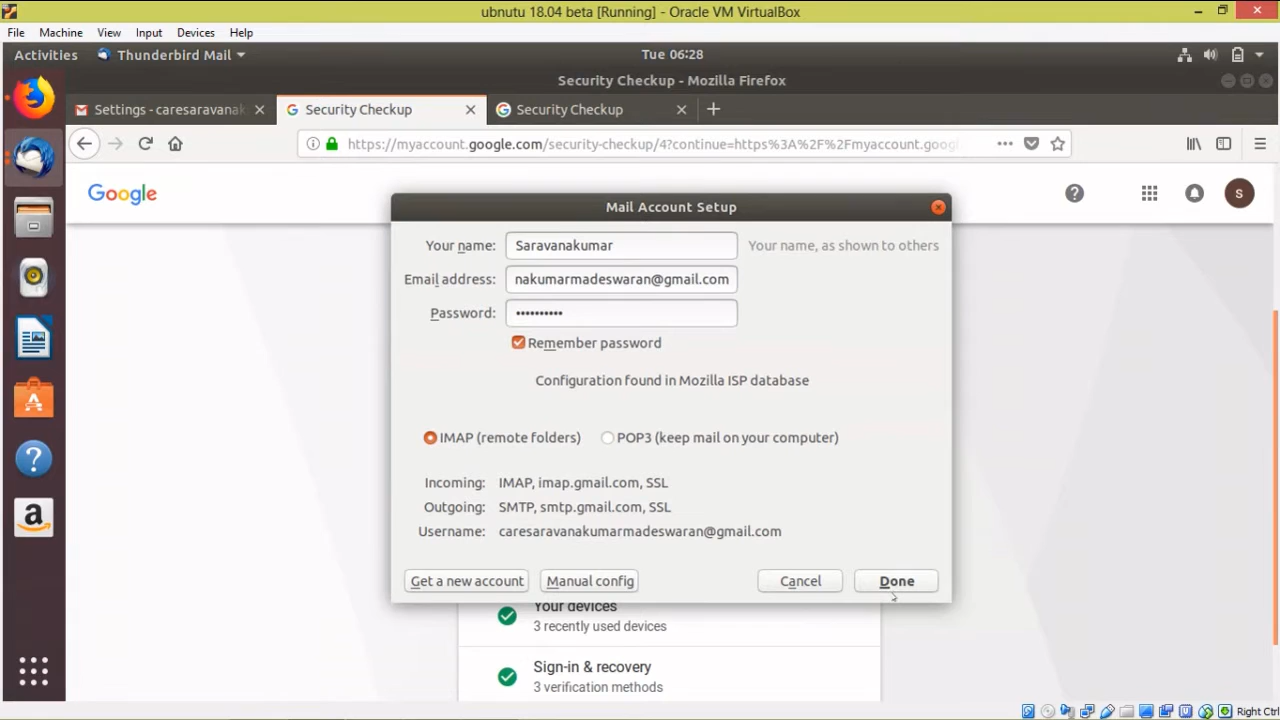 ubnutu 18.04 beta [Running] - Oracle VM VirtualBox
File Machine View Input Devices Help
Activities Thunderbird Mail Tue 06:28
Security Checkup - Mozilla Firefox
Settings - caresaravanak Security Checkup Security Checkup
https://myaccount.google.com/security-checkup/4?continue=https%3A%2F%2Fmyaccount.goog
Google
S
Mail Account Setup
Your name: Saravanakumar Your name, as shown to others
Email address: nakumarmadeswaran@gmail.com
Password: ••••••••••
Remember password
Configuration found in Mozilla ISP database
IMAP (remote folders) POP3 (keep mail on your computer)
Incoming: IMAP, imap.gmail.com, SSL
Outgoing: SMTP, smtp.gmail.com, SSL
Username: caresaravanakumarmadeswaran@gmail.com
Get a new account Manual config Cancel Done
Your devices
3 recently used devices
Sign-in & recovery
3 verification methods
Right Ctrl